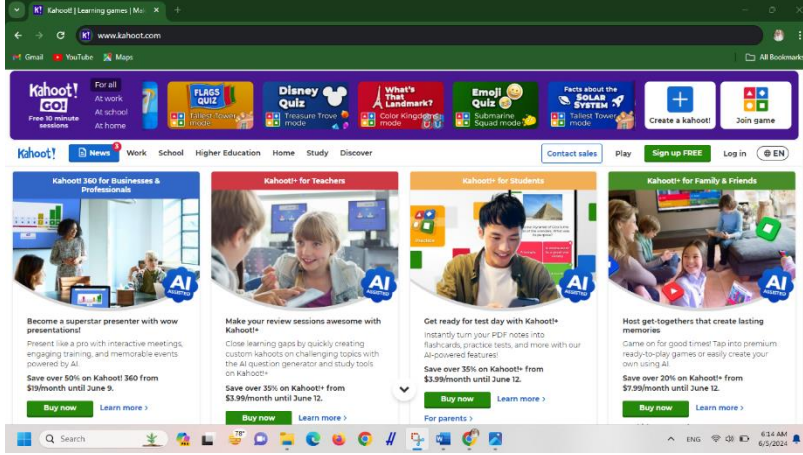 Kahoot! | Learning games | Mak
www.kahoot.com
Gmail YouTube Maps All Bookmarks
Kahoot!
GO!
Free 10 minute
sessions
For all
At work
At school
At home
FLAGS
QUIZ
Tallest Tower
mode
Disney
Quiz
Treasure Trove
mode
What's
That
Landmark?
Color Kingdoms
mode
Emoji
Quiz
Submarine
Squad mode
Facts about the
SOLAR
SYSTEM
Tallest Tower
mode
Create a kahoot!
Join game
Kahoot! News 3 Work School Higher Education Home Study Discover Contact sales Play Sign up FREE Log in EN
Kahoot! 360 for Businesses &
Professionals
AI
ASSISTED
Become a superstar presenter with wow
presentations!
Present like a pro with interactive meetings,
engaging training, and memorable events
powered by AI.
Save over 50% on Kahoot! 360 from
$19/month until June 9.
Buy now Learn more >
Kahoot!+ for Teachers
AI
ASSISTED
Make your review sessions awesome with
Kahoot!+
Close learning gaps by quickly creating
custom kahoots on challenging topics with
the AI question generator and study tools
on Kahoot!+
Save over 35% on Kahoot!+ from
$3.99/month until June 12.
Buy now Learn more >
Kahoot!+ for Students
AI
ASSISTED
Get ready for test day with Kahoot!+
Instantly turn your PDF notes into
flashcards, practice tests, and more with our
AI-powered features!
Save over 35% on Kahoot!+ from
$3.99/month until June 12.
Buy now Learn more >
For parents >
Kahoot!+ for Family & Friends
AI
ASSISTED
Host get-togethers that create lasting
memories
Game on for good times! Tap into premium
ready-to-play games or easily create your
own using AI.
Save over 20% on Kahoot!+ from
$7.99/month until June 12.
Buy now Learn more >
Search 78° ENG 6:14 AM
6/5/2024